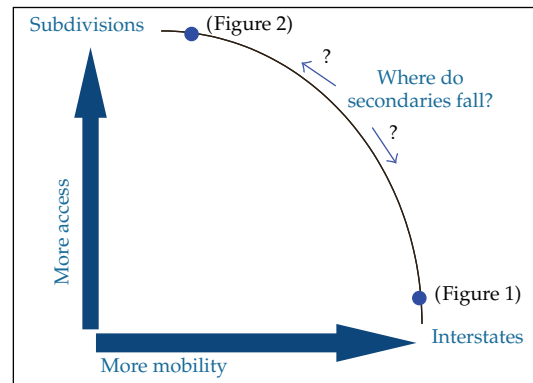 Subdivisions
(Figure 2)
?
Where do
secondaries fall?
?
More access
(Figure 1)
Interstates
More mobility